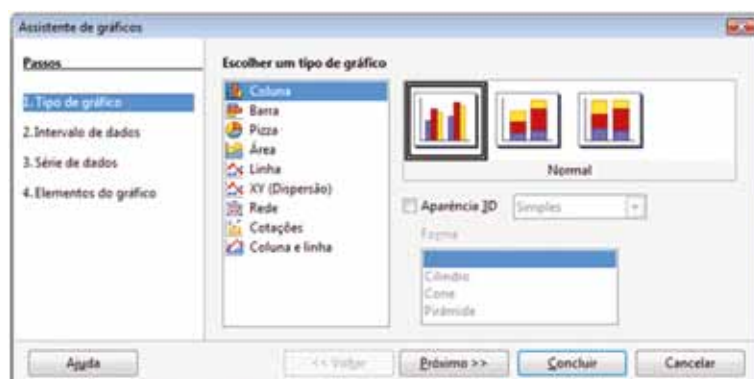 Assistente de gráficos
Passos
1. Tipo de gráfico
2. Intervalo de dados
3. Série de dados
4. Elementos do gráfico
Escolher um tipo de gráfico
Coluna
Barra
Pizza
Área
Linha
XY (Dispersão)
Rede
Cotações
Coluna e linha
Normal
Aparência 3D
Simples
Forma
Cilindro
Cone
Pirâmide
Ajuda
<< Voltar
Próximo >>
Concluir
Cancelar